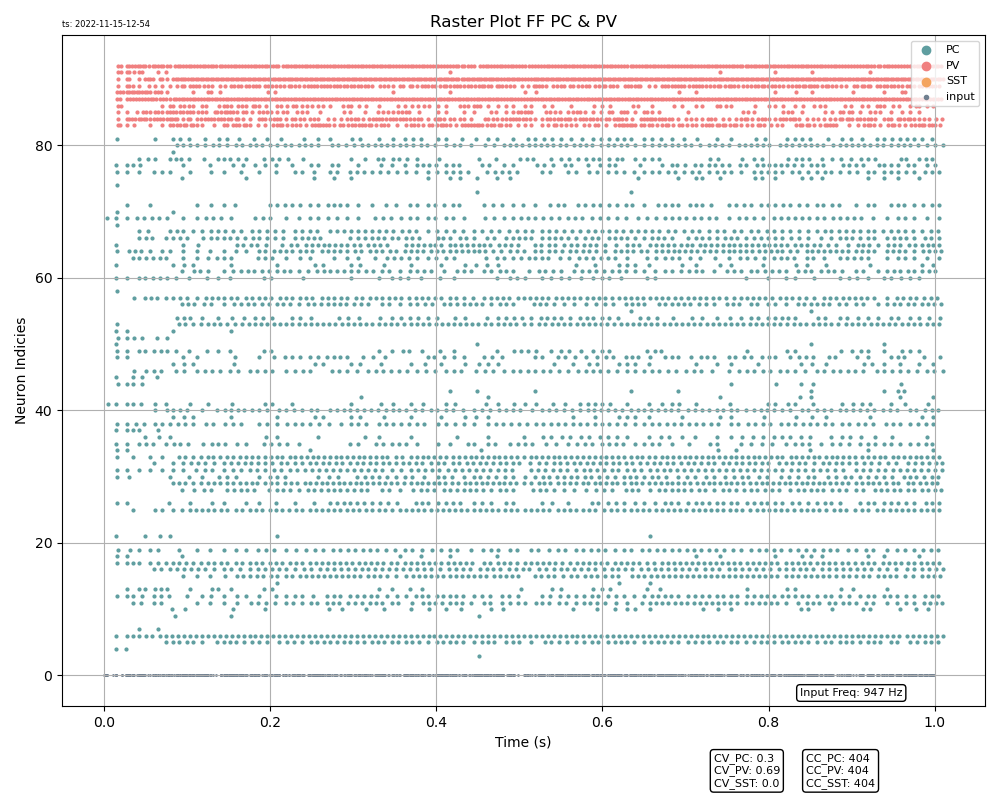 ts: 2022-11-15-12-54
Raster Plot FF PC & PV
PC
PV
SST
input
80
60
40
20
0
Neuron Indicies
Input Freq: 947 Hz
0.0 0.2 0.4 0.6 0.8 1.0
Time (s)
CV_PC: 0.3
CV_PV: 0.69
CV_SST: 0.0
CC_PC: 404
CC_PV: 404
CC_SST: 404